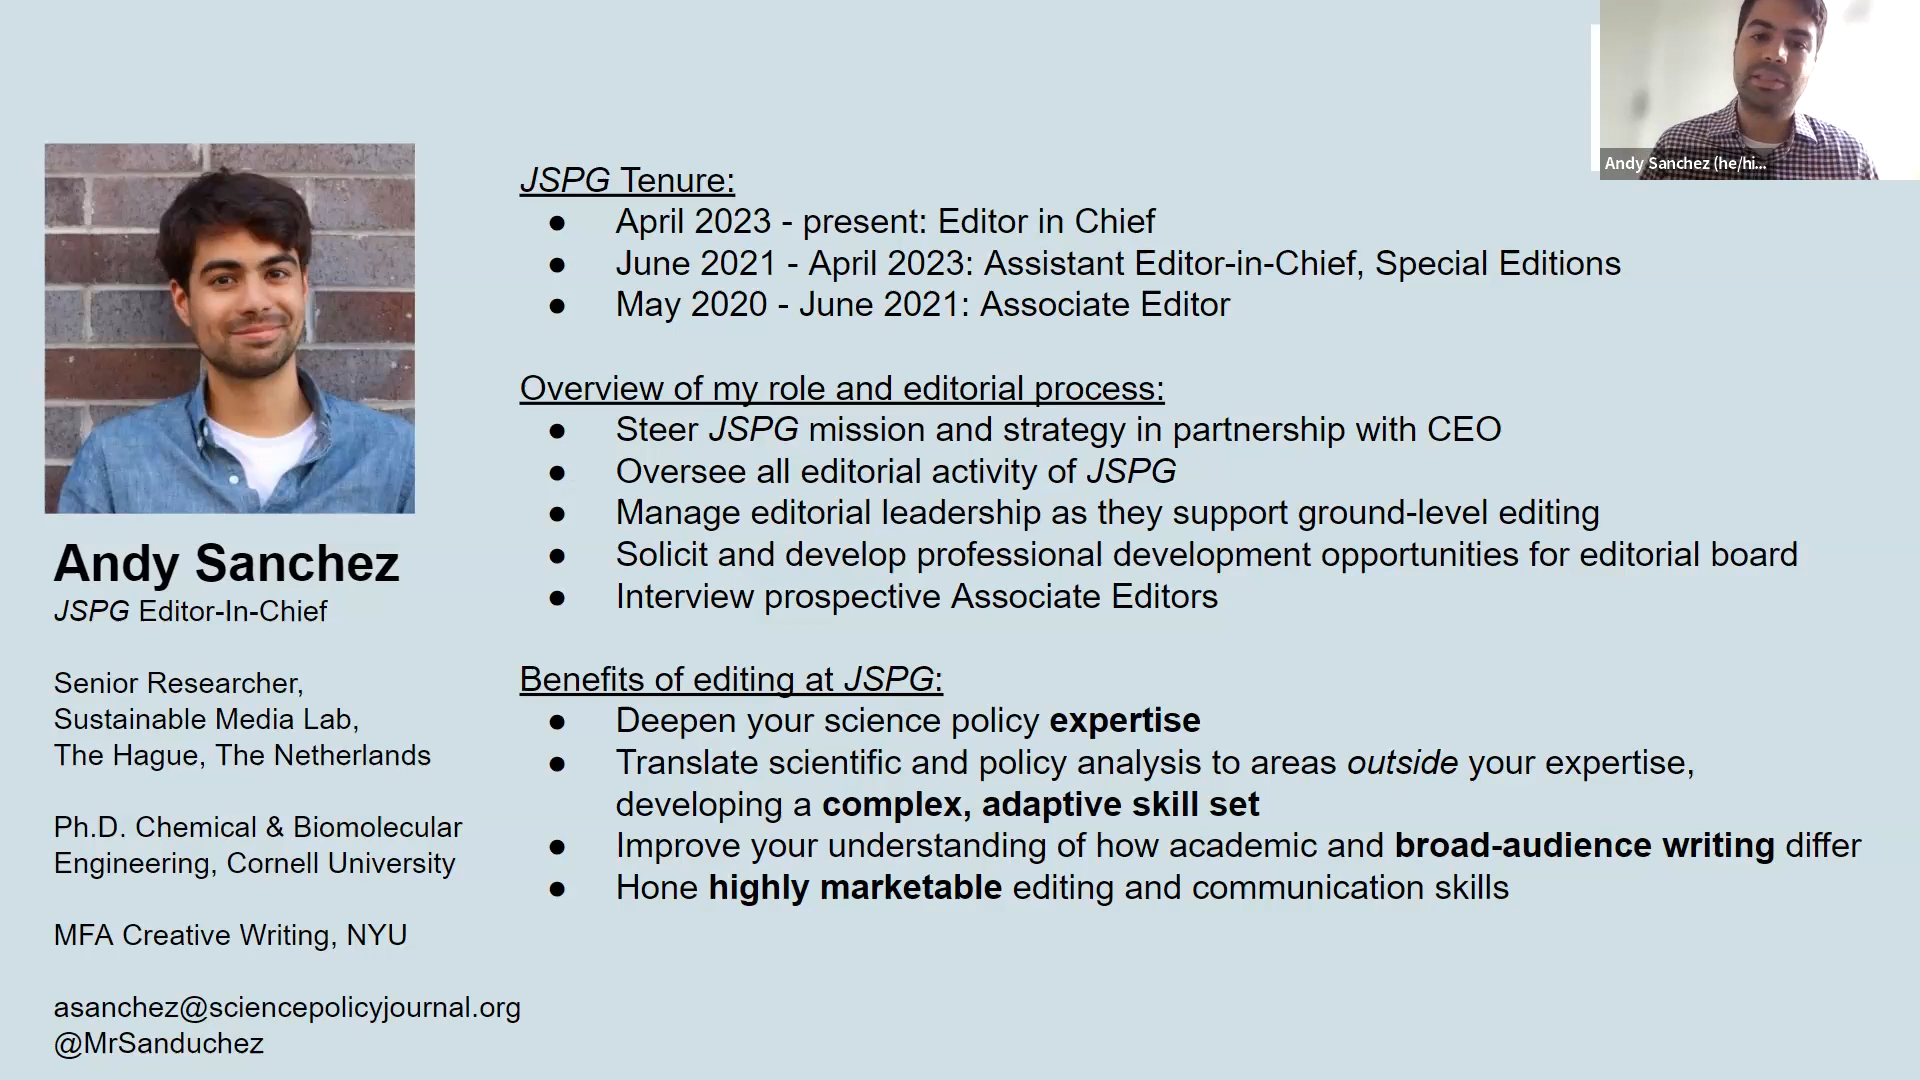 Andy Sanchez (he/hi...
JSPG Tenure:
● April 2023 - present: Editor in Chief
● June 2021 - April 2023: Assistant Editor-in-Chief, Special Editions
● May 2020 - June 2021: Associate Editor
Overview of my role and editorial process:
● Steer JSPG mission and strategy in partnership with CEO
● Oversee all editorial activity of JSPG
● Manage editorial leadership as they support ground-level editing
● Solicit and develop professional development opportunities for editorial board
● Interview prospective Associate Editors
Benefits of editing at JSPG:
● Deepen your science policy expertise
● Translate scientific and policy analysis to areas outside your expertise,
developing a complex, adaptive skill set
● Improve your understanding of how academic and broad-audience writing differ
● Hone highly marketable editing and communication skills
Andy Sanchez
JSPG Editor-In-Chief
Senior Researcher,
Sustainable Media Lab,
The Hague, The Netherlands
Ph.D. Chemical & Biomolecular
Engineering, Cornell University
MFA Creative Writing, NYU
asanchez@sciencepolicyjournal.org
@MrSanduchez